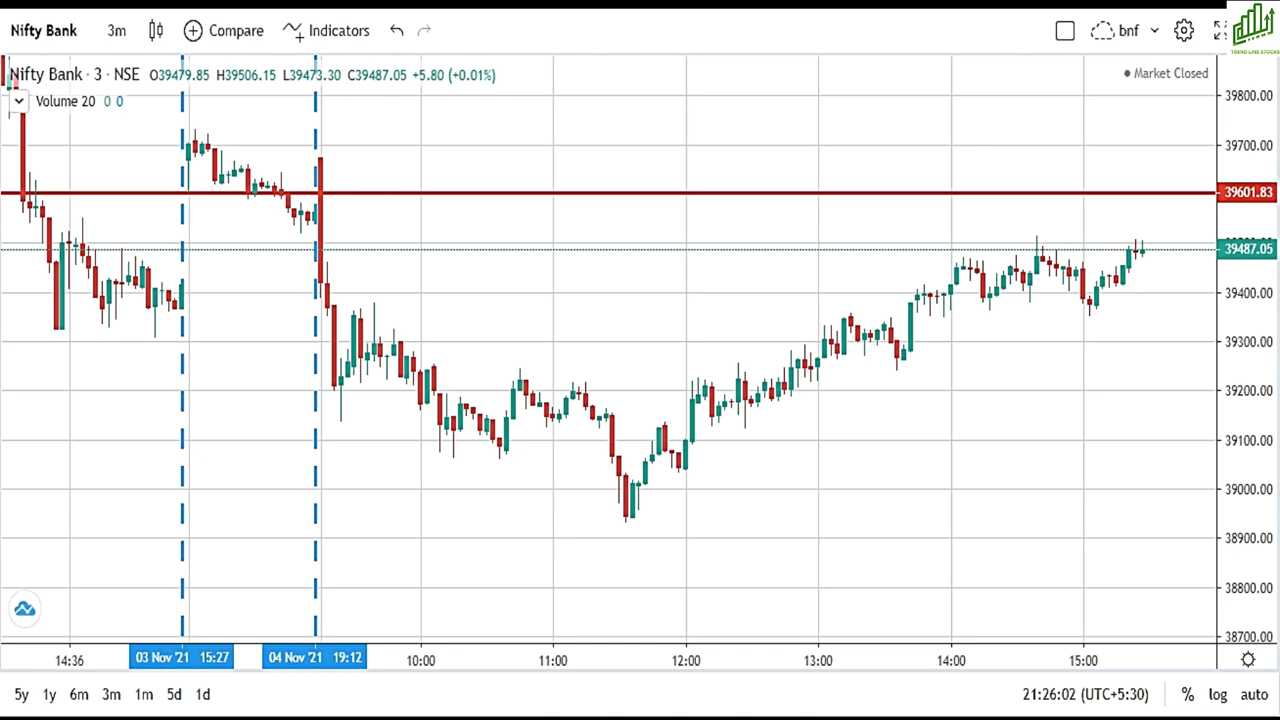 Nifty Bank 3m Compare Indicators bnf
TREND LINE STOCKS
Nifty Bank · 3 · NSE O39479.85 H39506.15 L39473.30 C39487.05 +5.80 (+0.01%)
Market Closed
Volume 20 0 0
39800.00
39700.00
39601.83
39487.05
39400.00
39300.00
39200.00
39100.00
39000.00
38900.00
38800.00
38700.00
14:36 03 Nov '21 15:27 04 Nov '21 19:12 10:00 11:00 12:00 13:00 14:00 15:00
5y 1y 6m 3m 1m 5d 1d 21:26:02 (UTC+5:30) % log auto